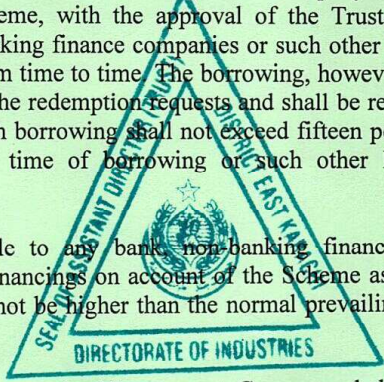 eme, with the approval of the Trust
king finance companies or such other
m time to time. The borrowing, howev
he redemption requests and shall be re
h borrowing shall not exceed fifteen p
time of borrowing or such other
le to any bank, non-banking financ
nancings on account of the Scheme as
not be higher than the normal prevailin
SEAL OF ASSISTANT DIRECTOR (TRUST)
DISTRICT EAST KARACHI
DIRECTORATE OF INDUSTRIES